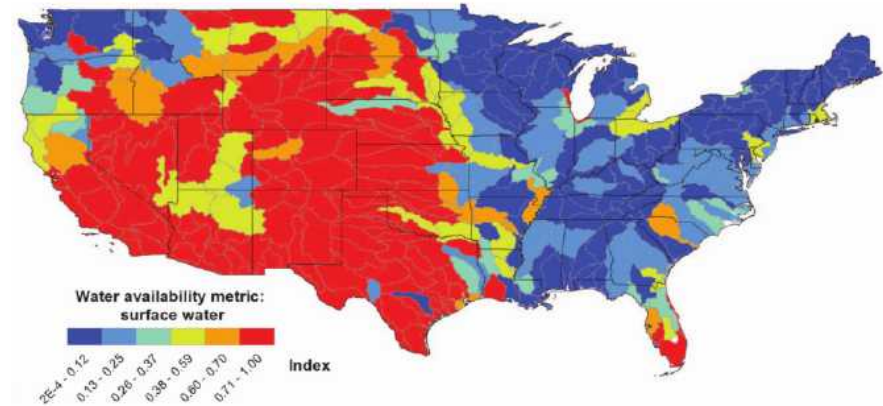 Water availability metric:
surface water
2E-4 - 0.12
0.13 - 0.25
0.26 - 0.37
0.38 - 0.59
0.60 - 0.70
0.71 - 1.00
Index